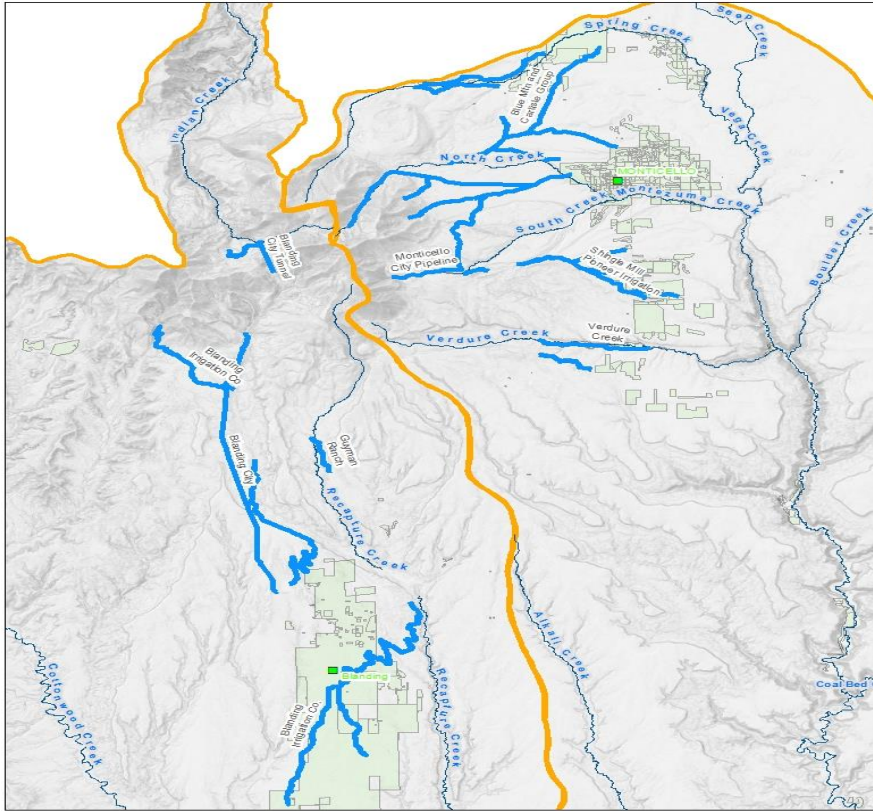 Spring Creek
Seep Creek
Indian Creek
Blue Mtn and
Carlisle Group
Vega Creek
North Creek
MONTICELLO
South Creek
Montezuma Creek
Boulder Creek
Blanding
City Tunnel
Monticello
City Pipeline
Shingle Mill
Pioneer Irrigation
Verdure Creek
Verdure
Creek
Blanding
Irrigation Co
Guyman
Ranch
Blanding City
Recapture Creek
Alkali Creek
Cottonwood Creek
Blanding
Recapture Creek
Coal Bed
Blanding
Irrigation Co